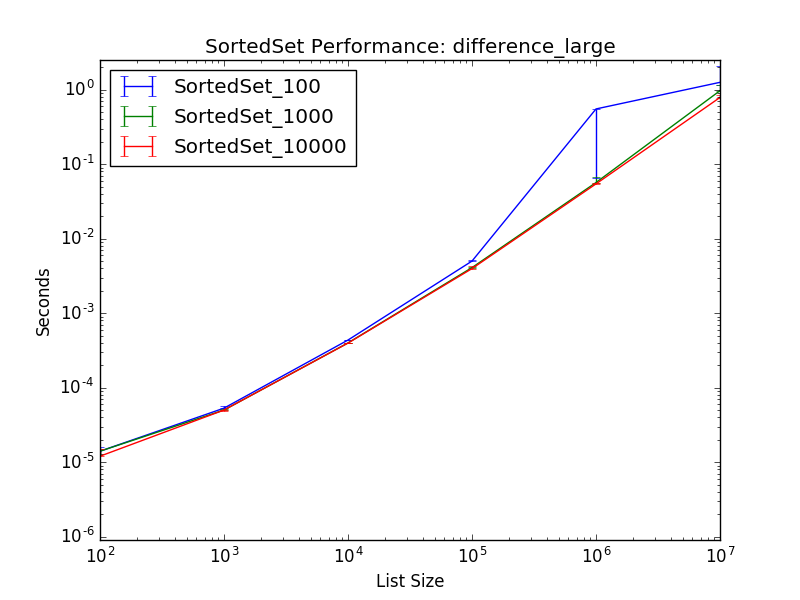 SortedSet Performance: difference_large
SortedSet_100
SortedSet_1000
SortedSet_10000
10^0
10^-1
10^-2
10^-3
10^-4
10^-5
10^-6
Seconds
10^2 10^3 10^4 10^5 10^6 10^7
List Size